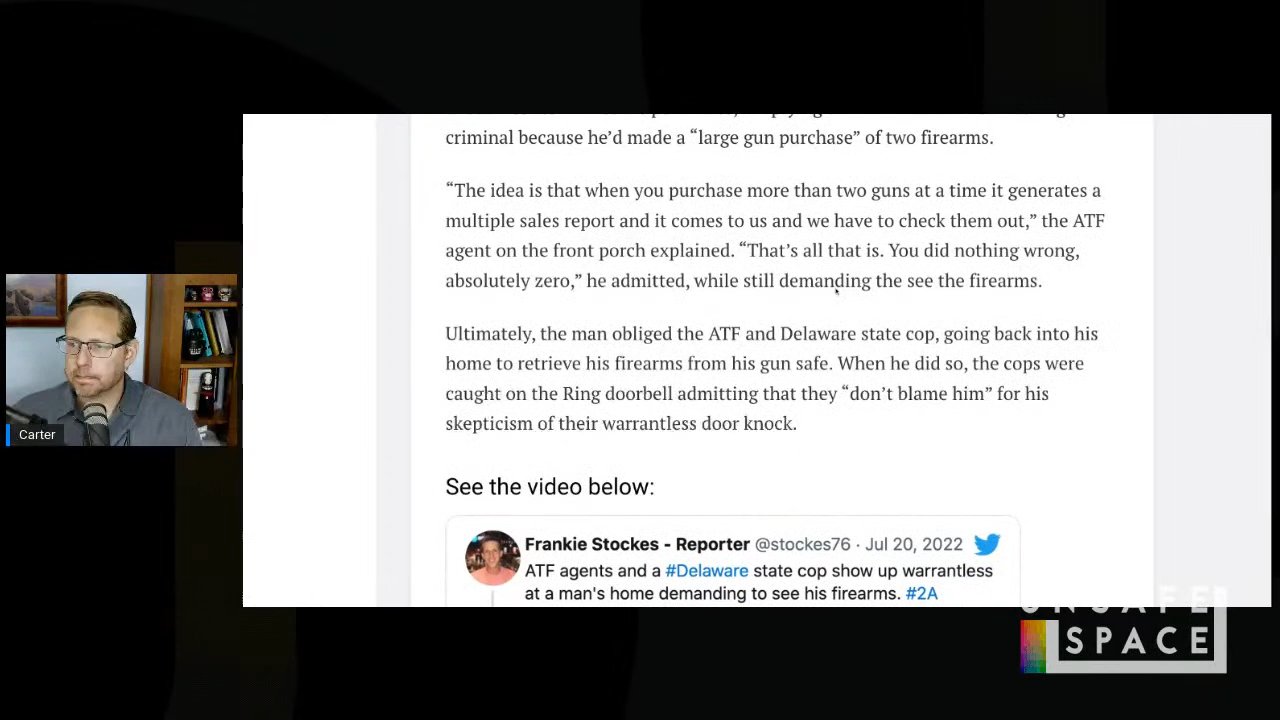 criminal because he’d made a “large gun purchase” of two firearms.
“The idea is that when you purchase more than two guns at a time it generates a
multiple sales report and it comes to us and we have to check them out,” the ATF
agent on the front porch explained. “That’s all that is. You did nothing wrong,
absolutely zero,” he admitted, while still demanding the see the firearms.
Ultimately, the man obliged the ATF and Delaware state cop, going back into his
home to retrieve his firearms from his gun safe. When he did so, the cops were
caught on the Ring doorbell admitting that they “don’t blame him” for his
skepticism of their warrantless door knock.
See the video below:
Frankie Stockes - Reporter @stockes76 · Jul 20, 2022
ATF agents and a #Delaware state cop show up warrantless
at a man's home demanding to see his firearms. #2A
Carter
UNSAFE
SPACE